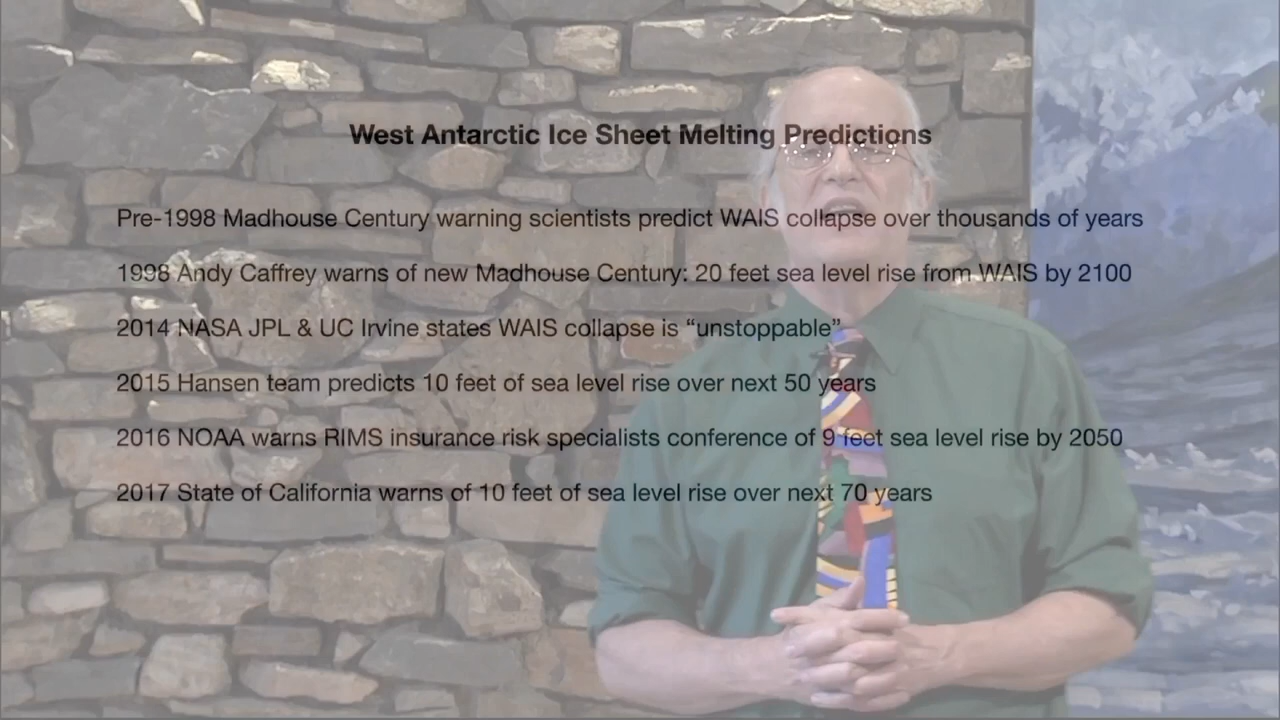 West Antarctic Ice Sheet Melting Predictions
Pre-1998 Madhouse Century warning scientists predict WAIS collapse over thousands of years
1998 Andy Caffrey warns of new Madhouse Century: 20 feet sea level rise from WAIS by 2100
2014 NASA JPL & UC Irvine states WAIS collapse is “unstoppable”
2015 Hansen team predicts 10 feet of sea level rise over next 50 years
2016 NOAA warns RIMS insurance risk specialists conference of 9 feet sea level rise by 2050
2017 State of California warns of 10 feet of sea level rise over next 70 years